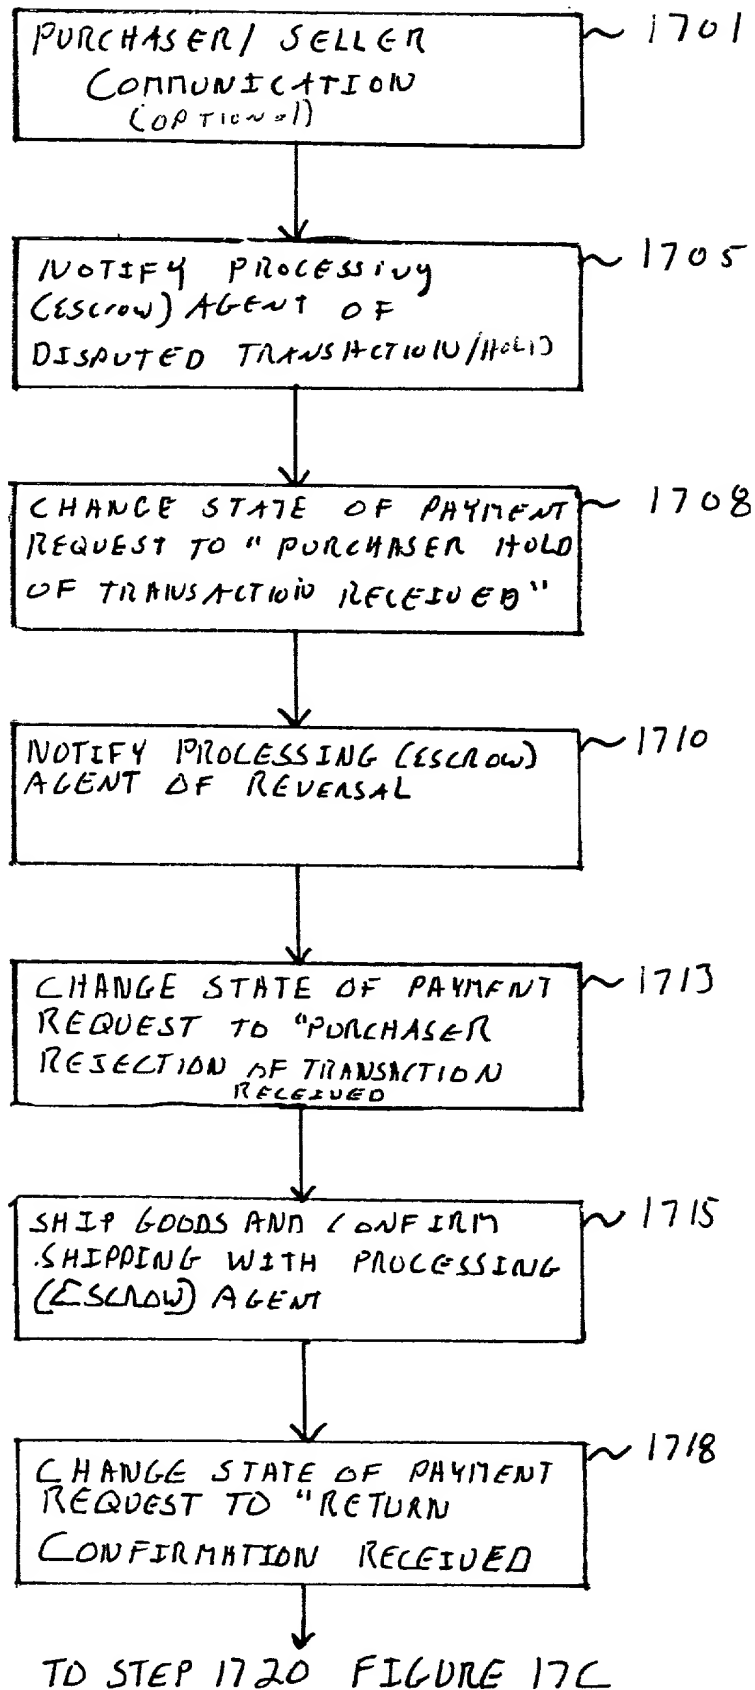 PURCHASER/ SELLER
COMMUNICATION
(OPTIONAL)
1701
NOTIFY PROCESSING
(ESCROW) AGENT OF
DISPUTED TRANSACTION/HOLD
1705
CHANGE STATE OF PAYMENT
REQUEST TO "PURCHASER HOLD
OF TRANSACTION RECEIVED"
1708
NOTIFY PROCESSING (ESCROW)
AGENT OF REVERSAL
1710
CHANGE STATE OF PAYMENT
REQUEST TO "PURCHASER
REJECTION OF TRANSACTION
RECEIVED
1713
SHIP GOODS AND CONFIRM
SHIPPING WITH PROCESSING
(ESCROW) AGENT
1715
CHANGE STATE OF PAYMENT
REQUEST TO "RETURN
CONFIRMATION RECEIVED
1718
TO STEP 1720 FIGURE 17C